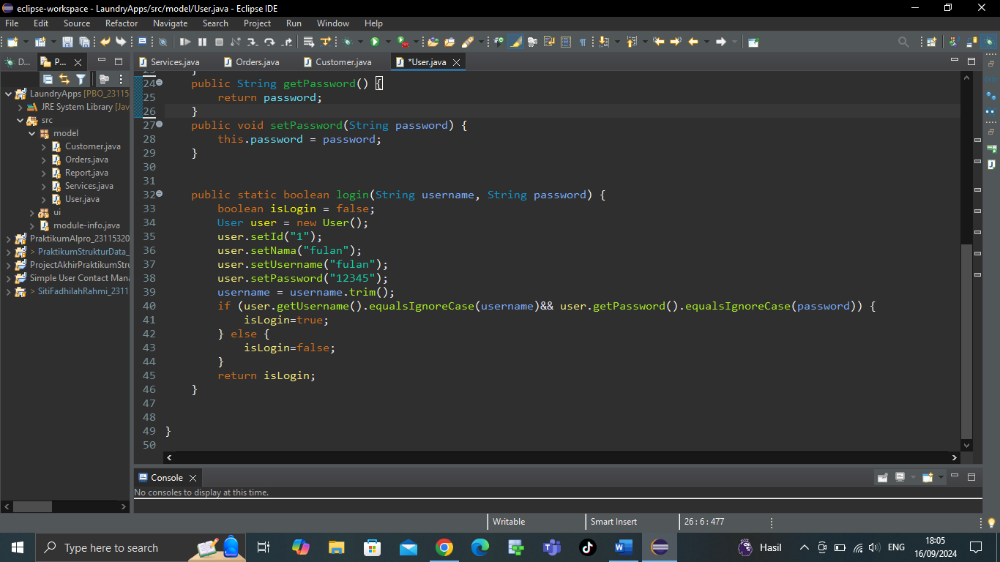 eclipse-workspace - LaundryApps/src/model/User.java - Eclipse IDE
File Edit Source Refactor Navigate Search Project Run Window Help
D... P... Services.java Orders.java Customer.java *User.java
LaundryApps [PBO_23115
JRE System Library [Jav
src
model
Customer.java
Orders.java
Report.java
Services.java
User.java
ui
module-info.java
PraktikumAlpro_23115320
> PraktikumStrukturData_
ProjectAkhirPraktikumStru
Simple User Contact Mana
> SitiFadhilahRahmi_2311
24 public String getPassword() {
25 return password;
26 }
27 public void setPassword(String password) {
28 this.password = password;
29 }
30
31
32 public static boolean login(String username, String password) {
33 boolean isLogin = false;
34 User user = new User();
35 user.setId("1");
36 user.setNama("fulan");
37 user.setUsername("fulan");
38 user.setPassword("12345");
39 username = username.trim();
40 if (user.getUsername().equalsIgnoreCase(username)&& user.getPassword().equalsIgnoreCase(password)) {
41 isLogin=true;
42 } else {
43 isLogin=false;
44 }
45 return isLogin;
46 }
47
48
49 }
50
Console
No consoles to display at this time.
Writable Smart Insert 26 : 6 : 477
Type here to search Hasil ENG 18:05
16/09/2024